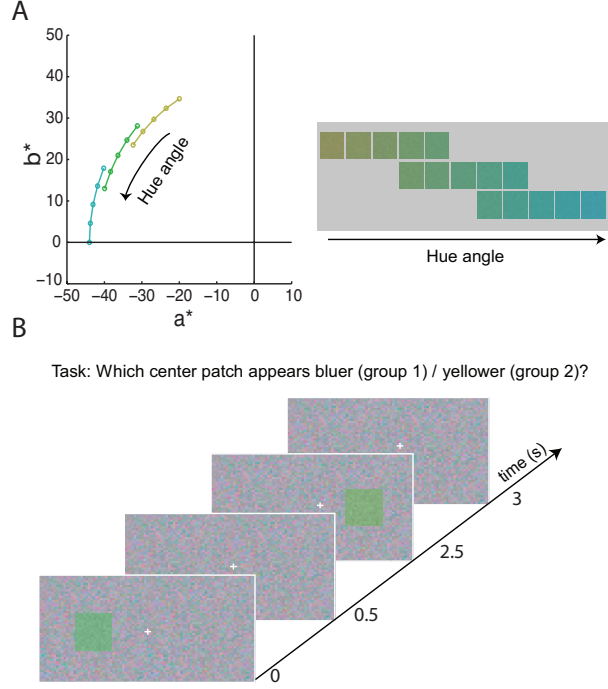 A
50
40
30
20
10
0
−10
b*
Hue angle
−50 −40 −30 −20 −10 0 10
a*
Hue angle
B
Task: Which center patch appears bluer (group 1) / yellower (group 2)?
time (s)
3
2.5
0.5
0